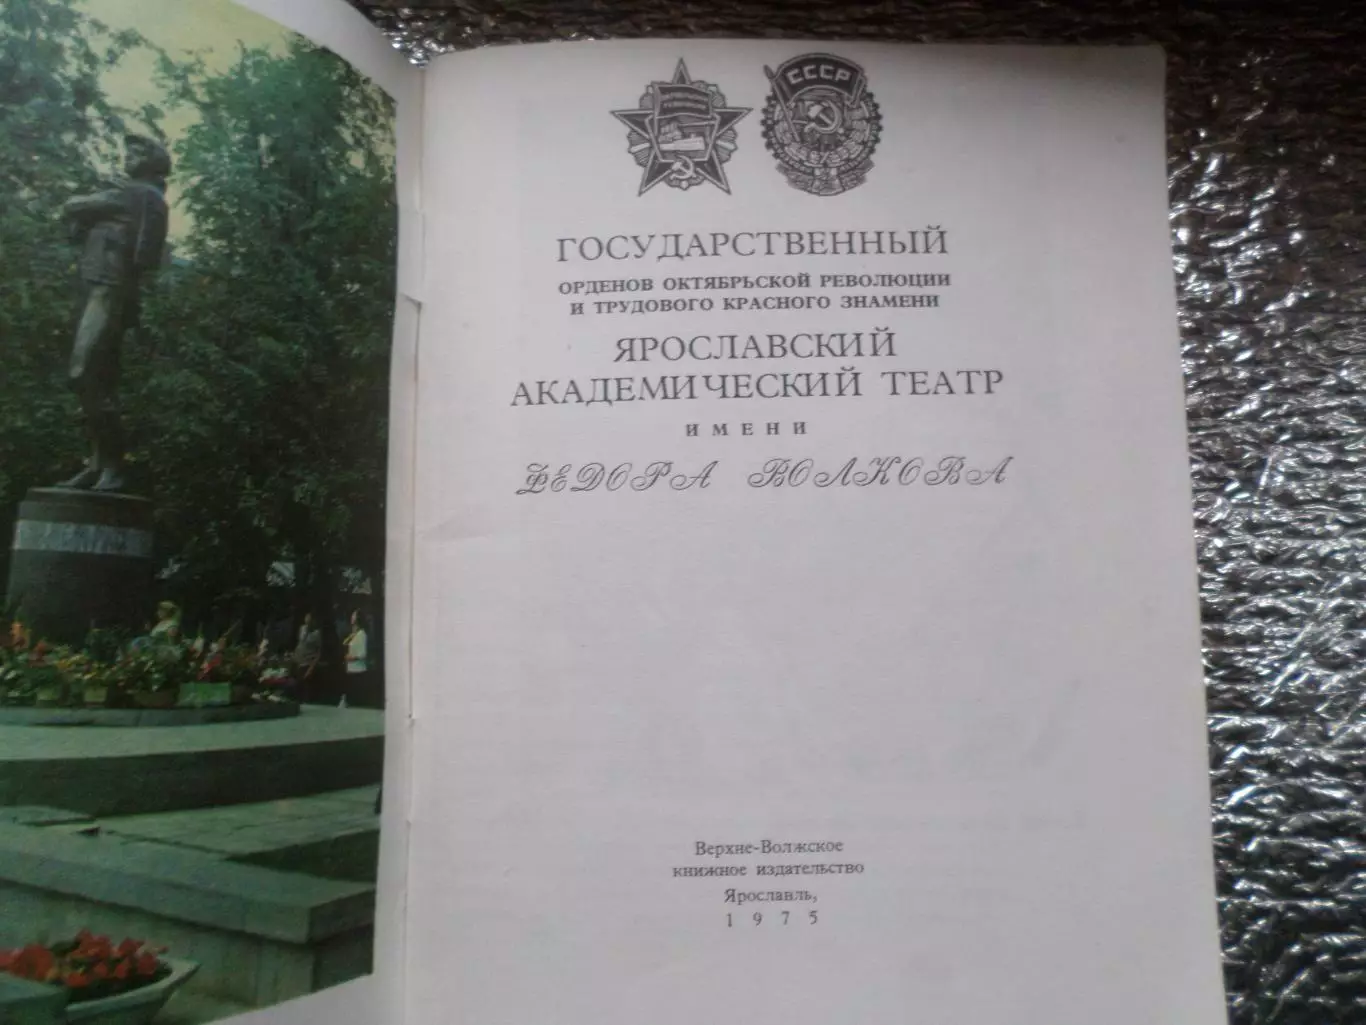 СССР
ГОСУДАРСТВЕННЫЙ
ОРДЕНОВ ОКТЯБРЬСКОЙ РЕВОЛЮЦИИ
И ТРУДОВОГО КРАСНОГО ЗНАМЕНИ
ЯРОСЛАВСКИЙ
АКАДЕМИЧЕСКИЙ ТЕАТР
ИМЕНИ
ФЕДОРА ВОЛКОВА
Верхне-Волжское
книжное издательство
Ярославль,
1975